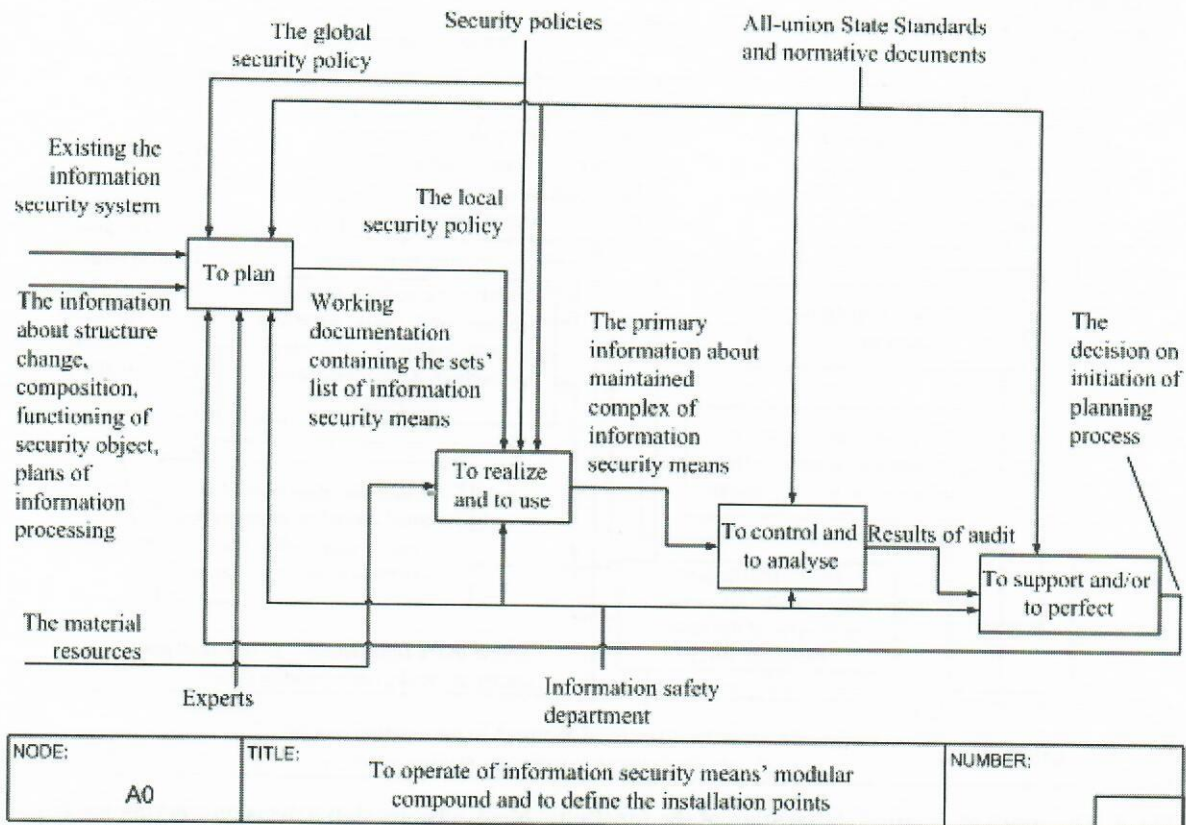 The global
security policy
Security policies
All-union State Standards
and normative documents
Existing the
information
security system
The local
security policy
To plan
The information
about structure
change,
composition,
functioning of
security object,
plans of
information
processing
Working
documentation
containing the sets'
list of information
security means
The primary
information about
maintained
complex of
information
security means
The
decision on
initiation of
planning
process
To realize
and to use
To control and
to analyse
Results of audit
To support and/or
to perfect
The material
resources
Experts
Information safety
department
NODE:
A0
TITLE:
To operate of information security means' modular
compound and to define the installation points
NUMBER: